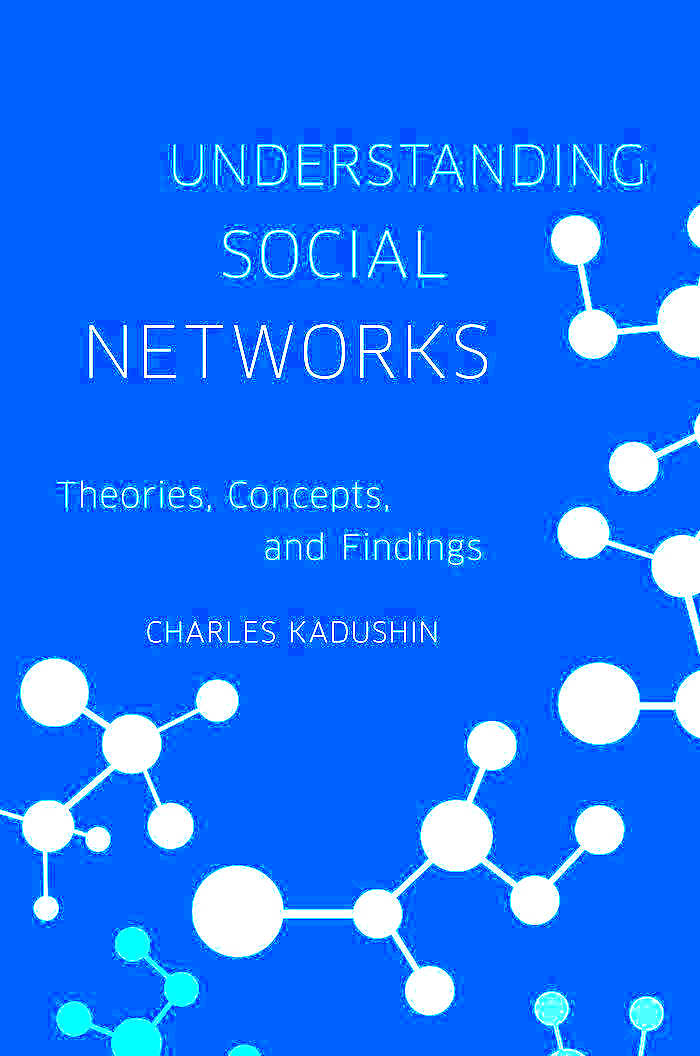 UNDERSTANDING
SOCIAL
NETWORKS
Theories, Concepts,
and Findings
CHARLES KADUSHIN